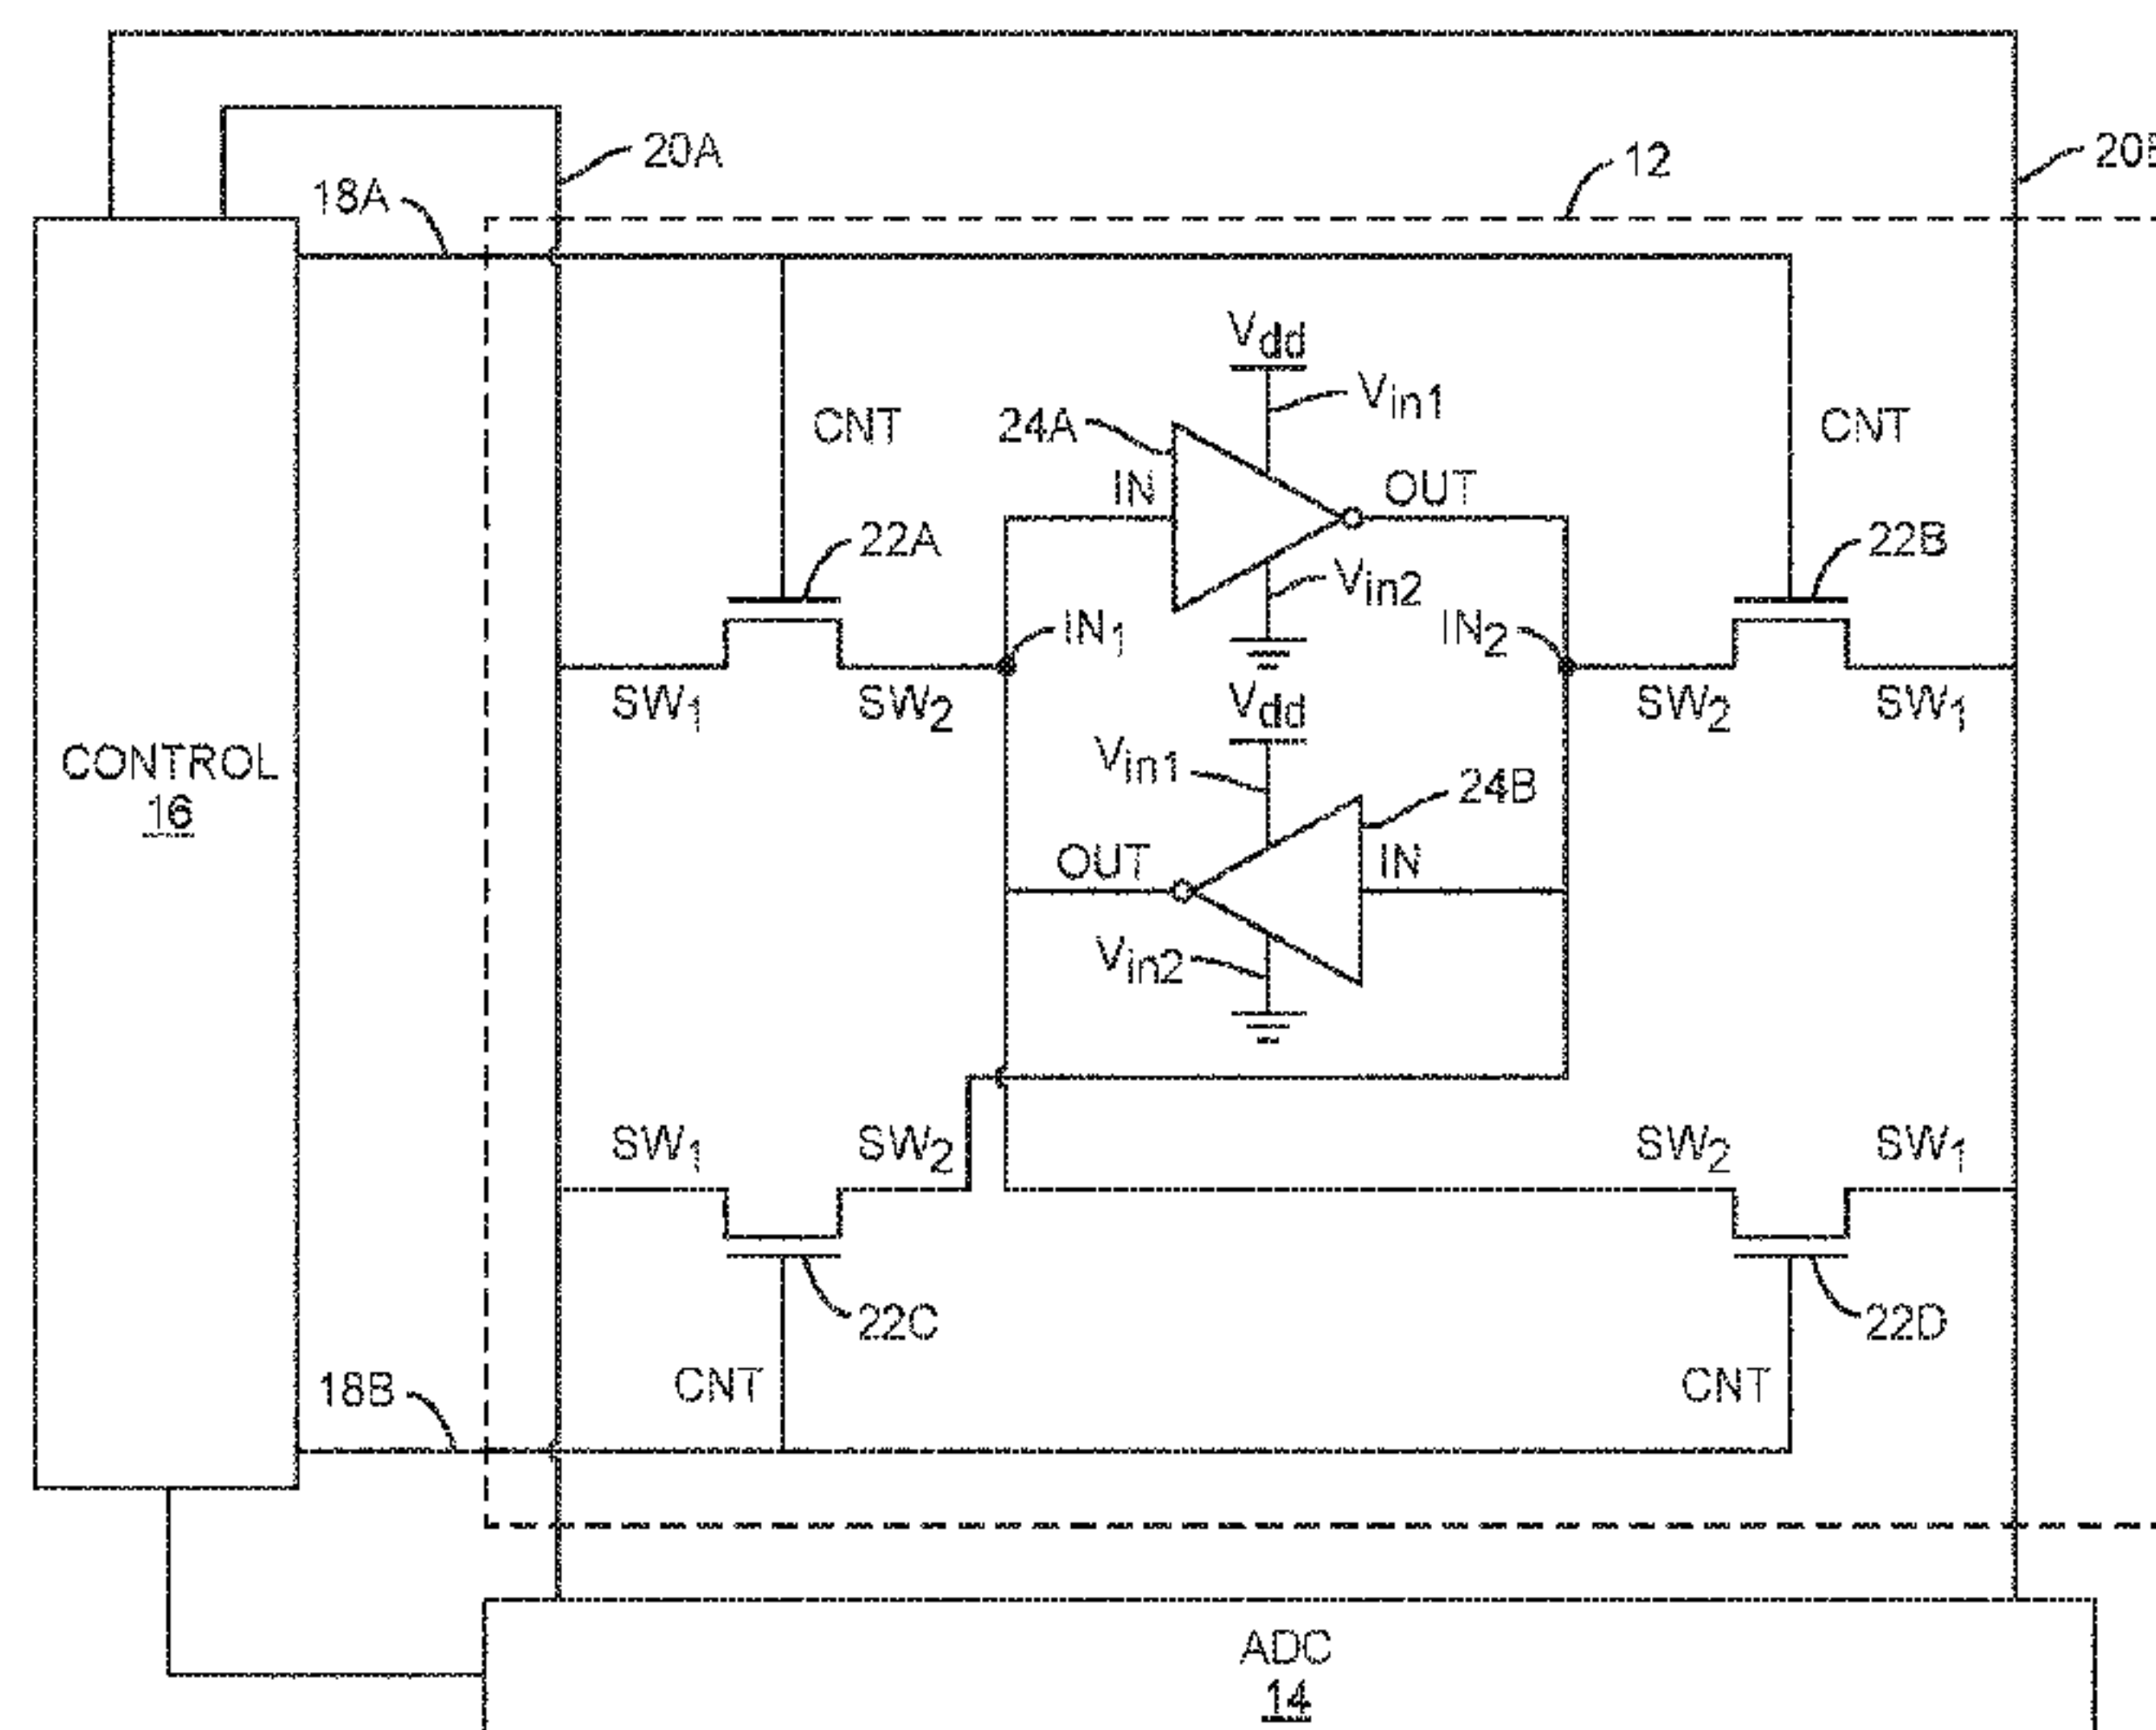 20A
12
20B
18A
Vdd
Vin1
CNT
24A
CNT
IN
OUT
22A
22B
Vin2
IN1
IN2
SW1
SW2
Vdd
SW2
SW1
CONTROL
16
Vin1
24B
OUT
IN
Vin2
SW1
SW2
SW2
SW1
22C
22D
18B
CNT
CNT
ADC
14